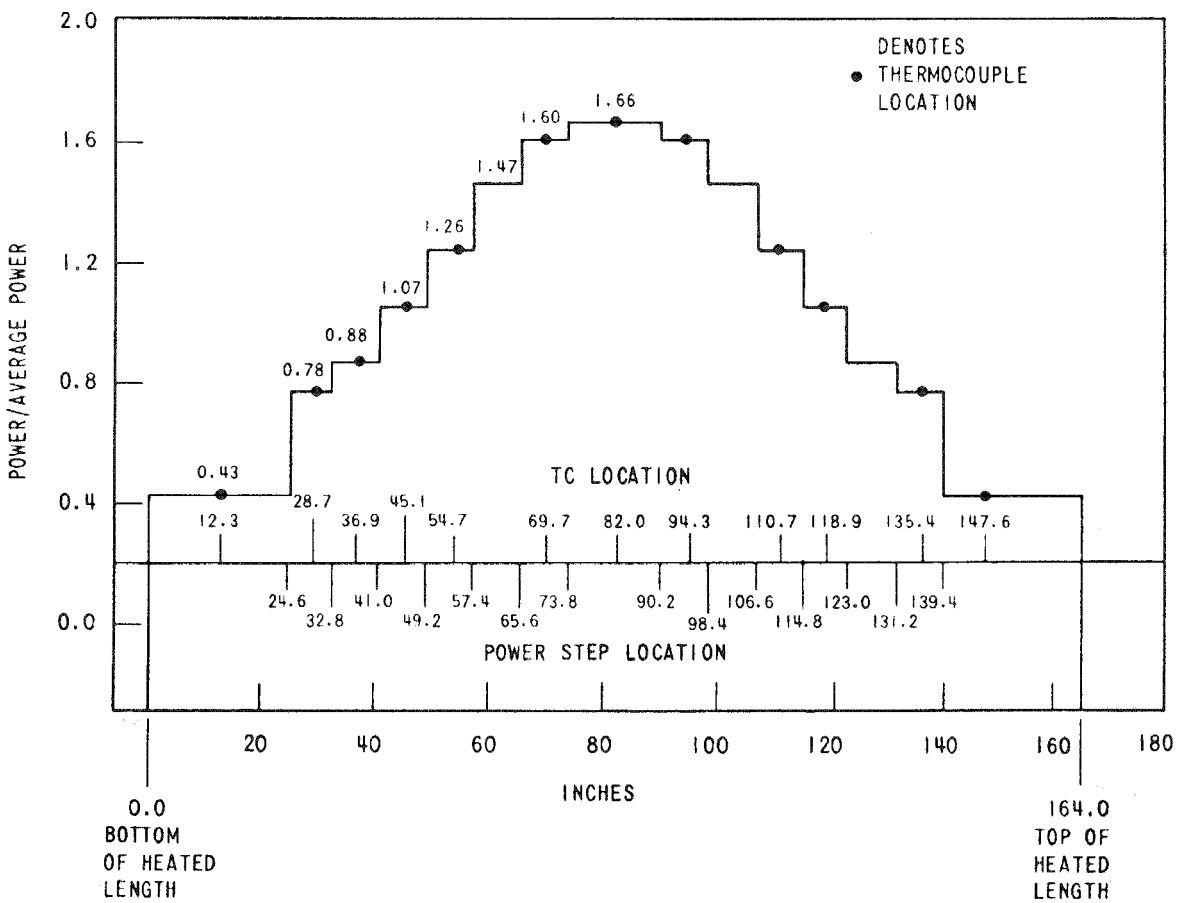 2.0
DENOTES
THERMOCOUPLE
LOCATION
1.66
1.60
1.6
1.47
1.26
1.2
1.07
0.88
0.78
0.8
0.43
0.4
POWER/AVERAGE POWER
TC LOCATION
12.3 28.7 36.9 45.1 54.7 69.7 82.0 94.3 110.7 118.9 135.4 147.6
24.6 41.0 57.4 73.8 90.2 106.6 123.0 139.4
0.0
32.8 49.2 65.6 98.4 114.8 131.2
POWER STEP LOCATION
20 40 60 80 100 120 140 160 180
INCHES
0.0
BOTTOM
OF HEATED
LENGTH
164.0
TOP OF
HEATED
LENGTH